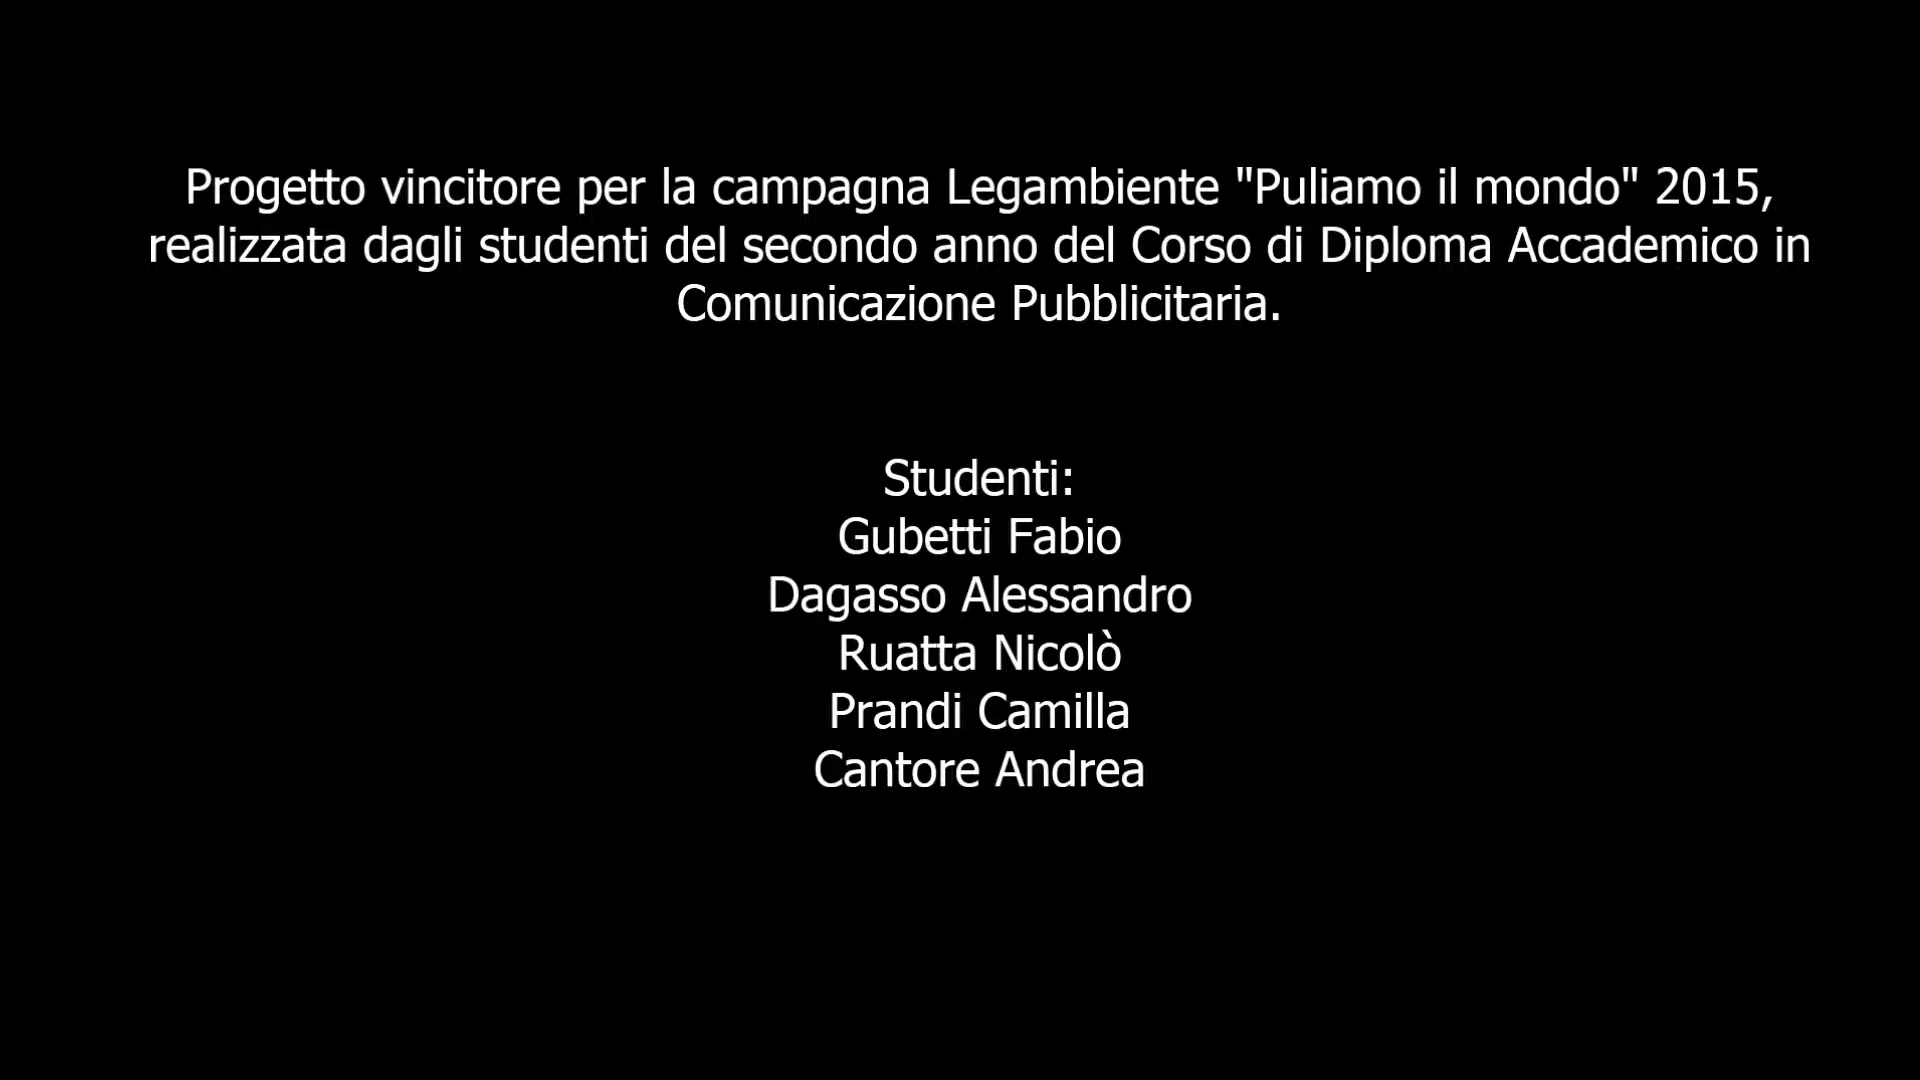 Progetto vincitore per la campagna Legambiente "Puliamo il mondo" 2015,
realizzata dagli studenti del secondo anno del Corso di Diploma Accademico in
Comunicazione Pubblicitaria.
Studenti:
Gubetti Fabio
Dagasso Alessandro
Ruatta Nicolò
Prandi Camilla
Cantore Andrea